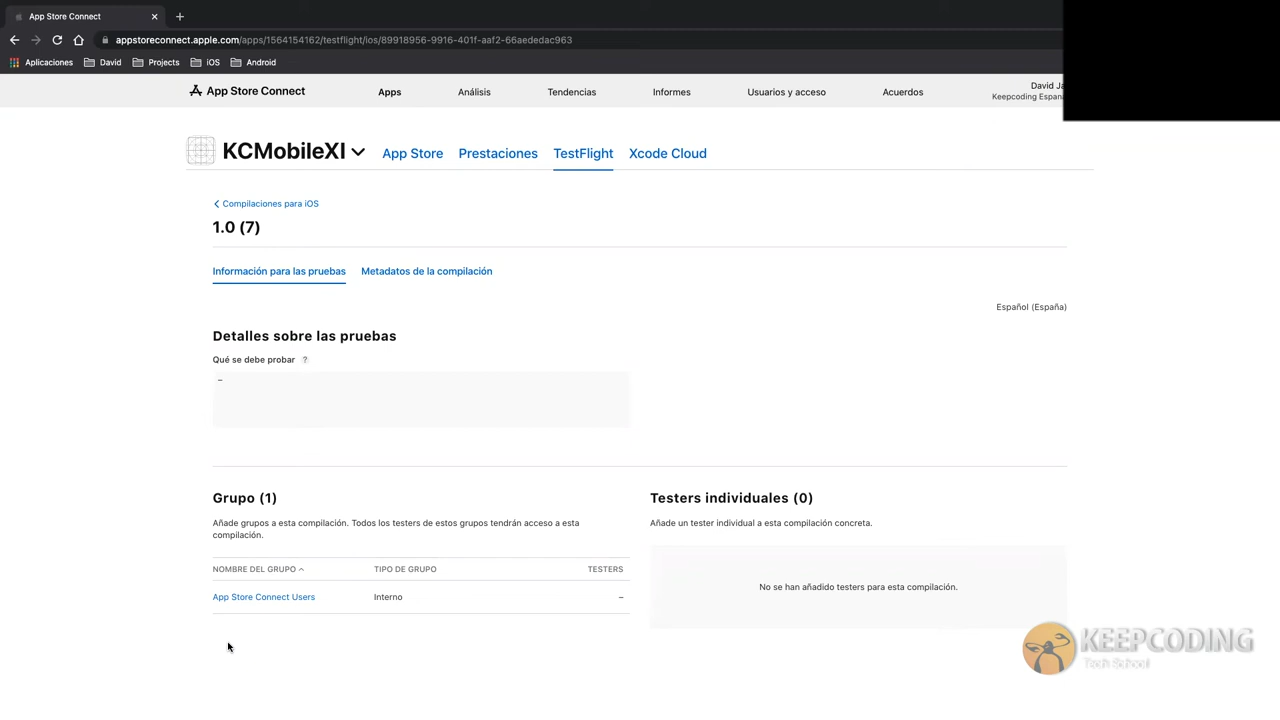 App Store Connect
appstoreconnect.apple.com/apps/1564154162/testflight/ios/89918956-9916-401f-aaf2-66aededac963
Aplicaciones David Projects iOS Android
App Store Connect Apps Análisis Tendencias Informes Usuarios y acceso Acuerdos David
Keepcoding
KCMobileXI App Store Prestaciones TestFlight Xcode Cloud
Compilaciones para iOS
1.0 (7)
Información para las pruebas Metadatos de la compilación
Español (España)
Detalles sobre las pruebas
Qué se debe probar ?
–
Grupo (1)
Añade grupos a esta compilación. Todos los testers de estos grupos tendrán acceso a esta
compilación.
NOMBRE DEL GRUPO TIPO DE GRUPO TESTERS
App Store Connect Users Interno –
Testers individuales (0)
Añade un tester individual a esta compilación concreta.
No se han añadido testers para esta compilación.
KEEPCODING
Tech School